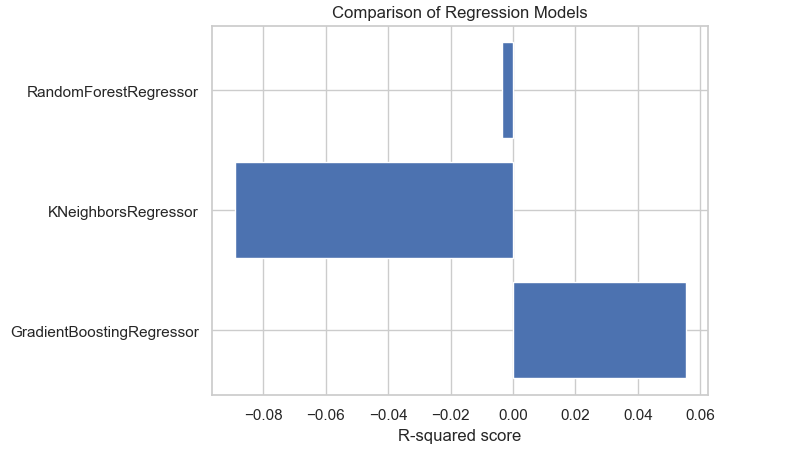 Comparison of Regression Models
RandomForestRegressor
KNeighborsRegressor
GradientBoostingRegressor
−0.08 −0.06 −0.04 −0.02 0.00 0.02 0.04 0.06
R-squared score